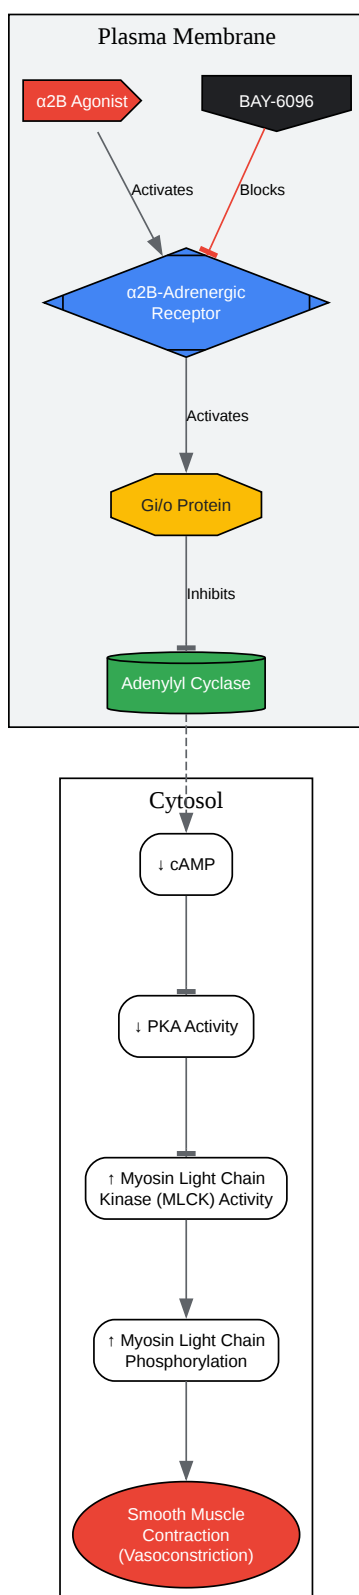 Plasma Membrane
α2B Agonist
BAY-6096
Activates
Blocks
α2B-Adrenergic
Receptor
Activates
Gi/o Protein
Inhibits
Adenylyl Cyclase
Cytosol
↓ cAMP
↓ PKA Activity
↑ Myosin Light Chain
Kinase (MLCK) Activity
↑ Myosin Light Chain
Phosphorylation
Smooth Muscle
Contraction
(Vasoconstriction)